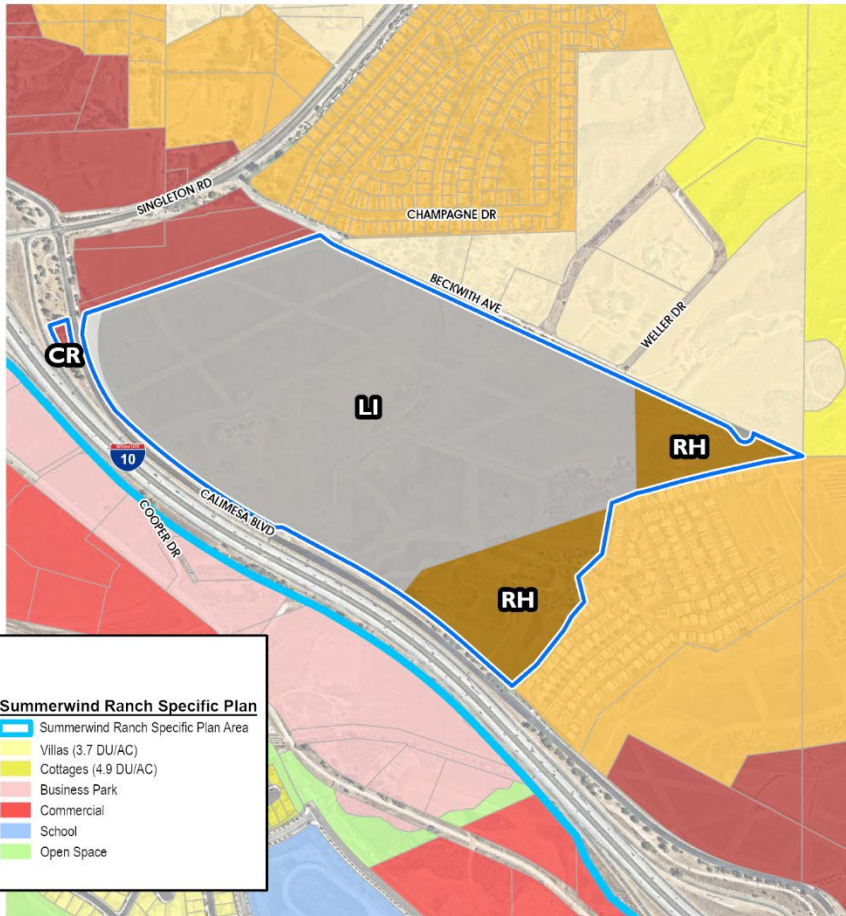 SINGLETON RD
CHAMPAGNE DR
BECKWITH AVE
WELLER DR
CR
LI
RH
INTERSTATE
10
CALIMESA BLVD
COOPER DR
RH
Summerwind Ranch Specific Plan
Summerwind Ranch Specific Plan Area
Villas (3.7 DU/AC)
Cottages (4.9 DU/AC)
Business Park
Commercial
School
Open Space